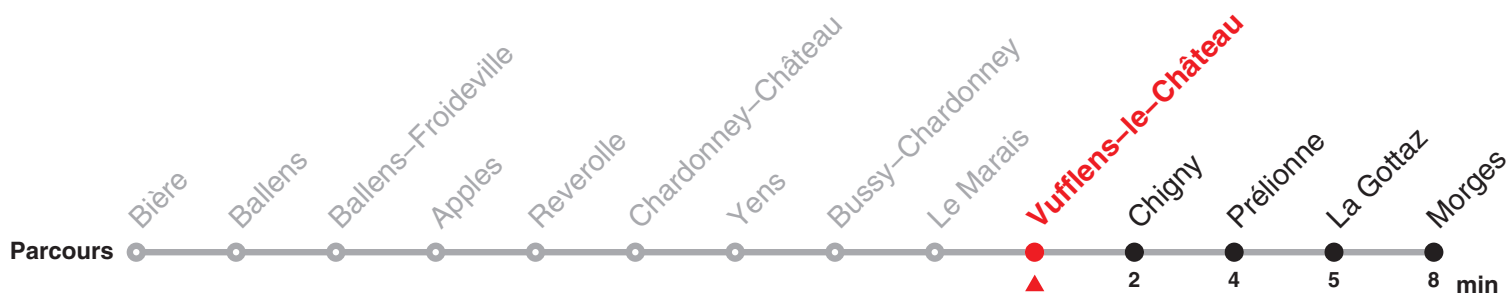 Bière
Ballens
Ballens–Froideville
Apples
Reverolle
Chardonney–Château
Yens
Bussy–Chardonney
Le Marais
Vufflens–le–Château
Chigny
Prélionne
La Gottaz
Morges
Parcours
2 4 5 8 min